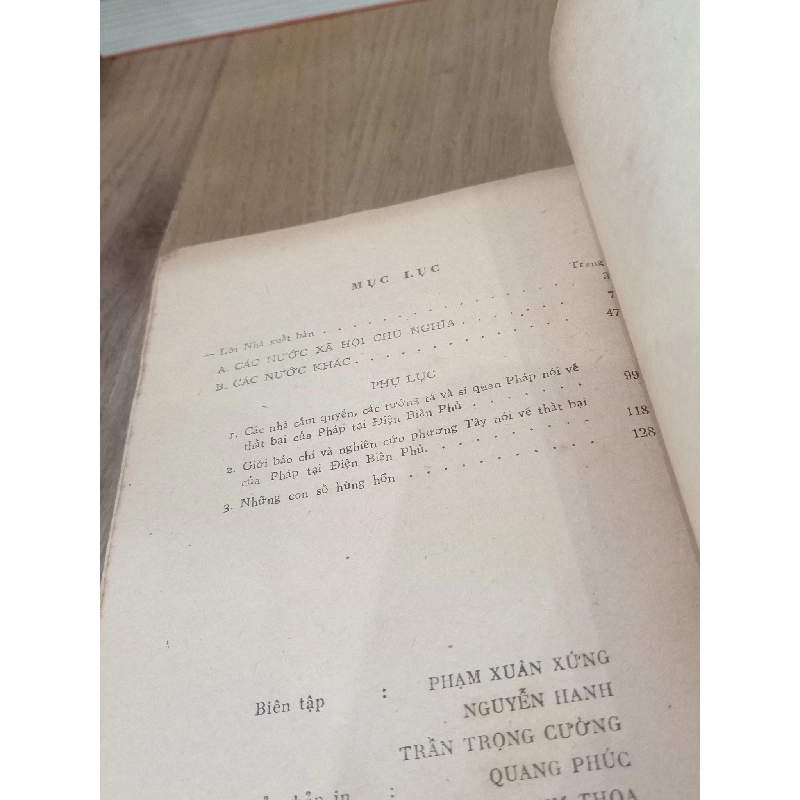 MỤC LỤC
Trang
— Lời Nhà xuất bản . . . . . . . . . . . 3
A. CÁC NƯỚC XÃ HỘI CHỦ NGHĨA . . . . . . 7
B. CÁC NƯỚC KHÁC . . . . . . . . . . . 47
PHỤ LỤC
1. Các nhà cầm quyền, các tướng tá và sĩ quan Pháp nói về
thất bại của Pháp tại Điện Biên Phủ . . . . . . 99
2. Giới báo chí và nghiên cứu phương Tây nói về thất bại
của Pháp tại Điện Biên Phủ. . . . . . . . . 118
3. Những con số hùng hồn . . . . . . . . . . 128
Biên tập : PHẠM XUÂN XỨNG
NGUYỄN HANH
TRẦN TRỌNG CƯỜNG
in : QUANG PHÚC
THOA